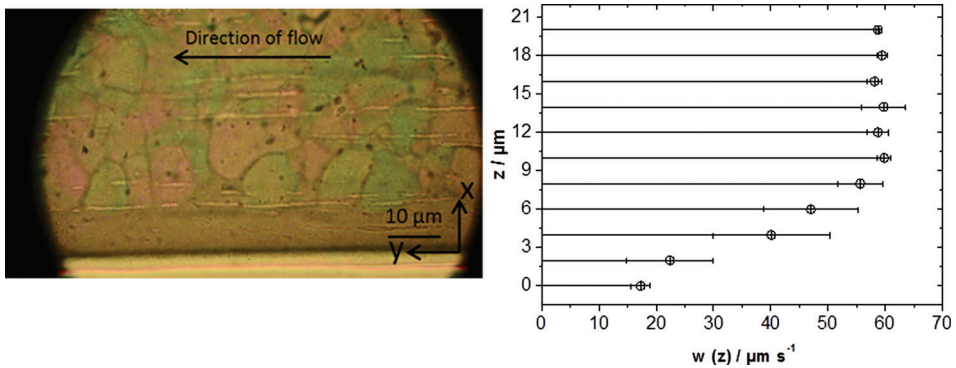 Direction of flow
x
10 µm
y
z / µm
21
18
15
12
9
6
3
0
0 10 20 30 40 50 60 70
w (z) / µm s⁻¹